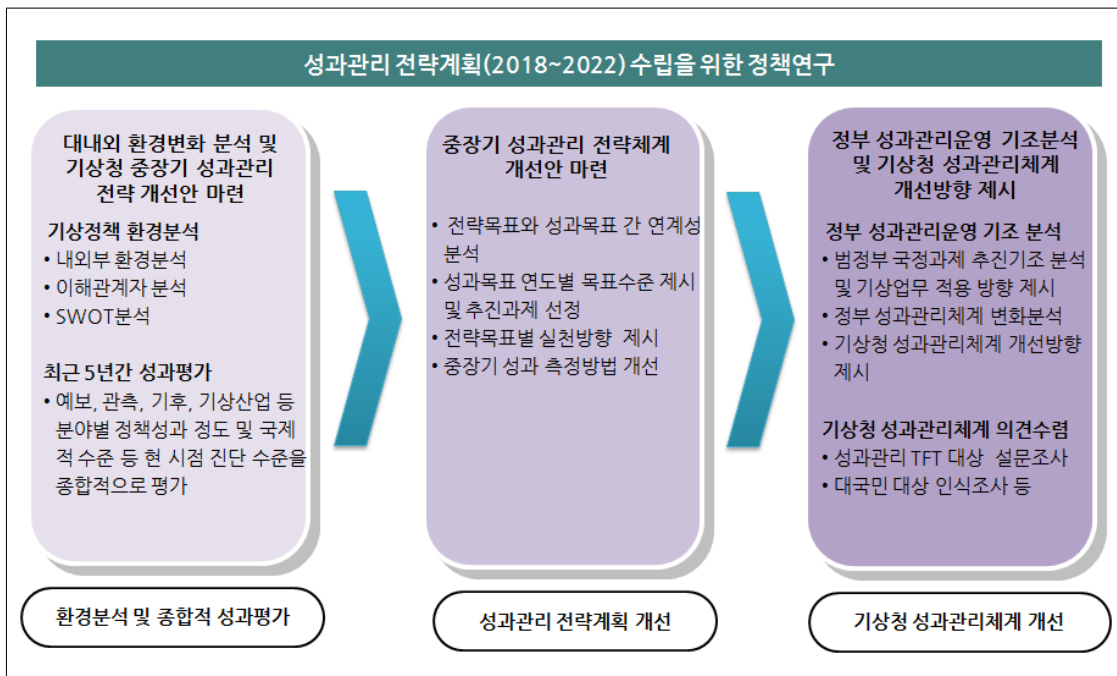 성과관리 전략계획(2018~2022) 수립을 위한 정책연구
대내외 환경변화 분석 및
기상청 중장기 성과관리
전략 개선안 마련
기상정책 환경분석
• 내외부 환경분석
• 이해관계자 분석
• SWOT분석
최근 5년간 성과평가
• 예보, 관측, 기후, 기상산업 등
분야별 정책성과 정도 및 국제
적 수준 등 현 시점 진단 수준을
종합적으로 평가
환경분석 및 종합적 성과평가
중장기 성과관리 전략체계
개선안 마련
• 전략목표와 성과목표 간 연계성
분석
• 성과목표 연도별 목표수준 제시
및 추진과제 선정
• 전략목표별 실천방향 제시
• 중장기 성과 측정방법 개선
성과관리 전략계획 개선
정부 성과관리운영 기조분석
및 기상청 성과관리체계
개선방향 제시
정부 성과관리운영 기조 분석
• 범정부 국정과제 추진기조 분석
및 기상업무 적용 방향 제시
• 정부 성과관리체계 변화분석
• 기상청 성과관리체계 개선방향
제시
기상청 성과관리체계 의견수렴
• 성과관리 TFT 대상 설문조사
• 대국민 대상 인식조사 등
기상청 성과관리체계 개선